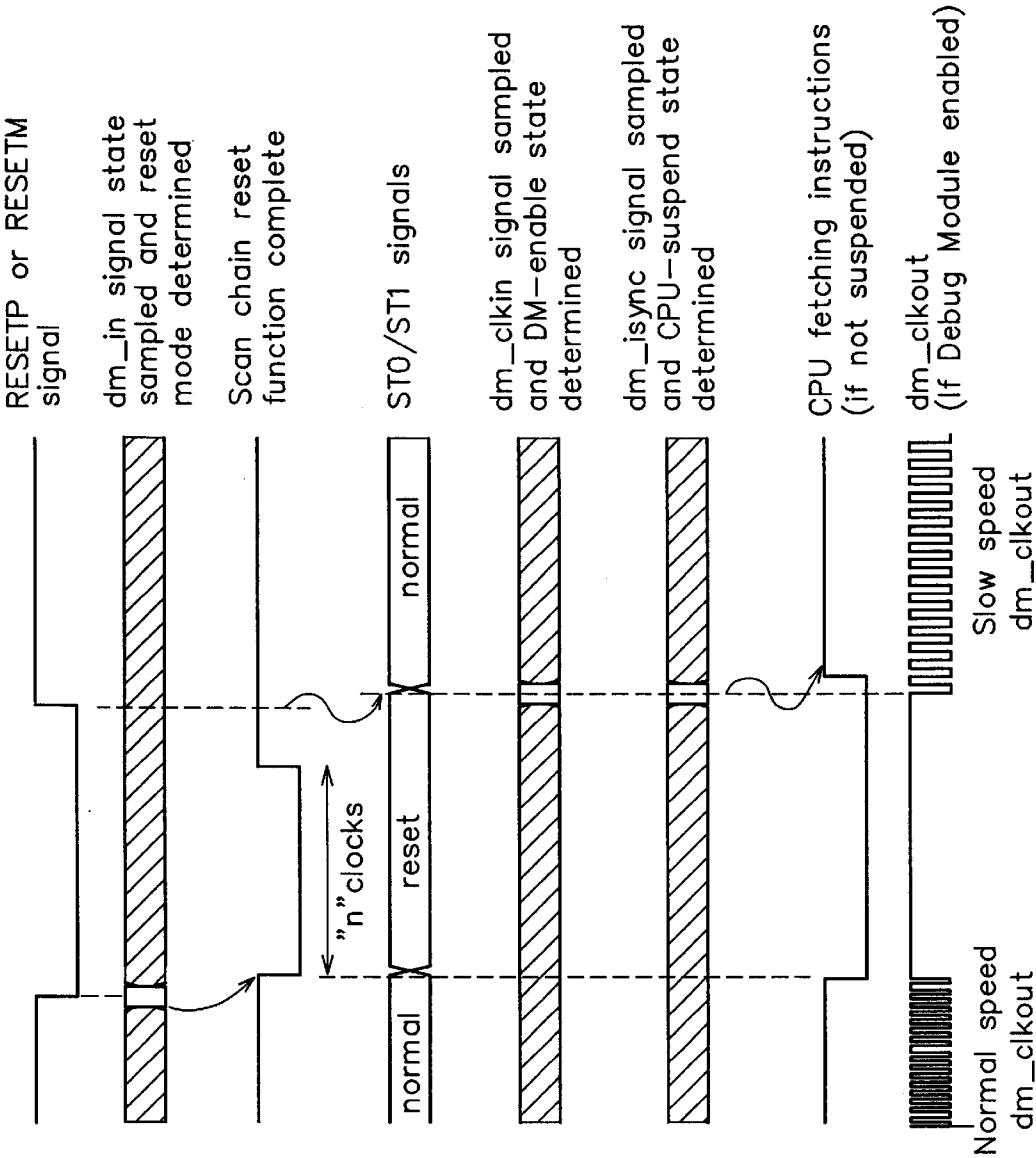 RESETP or RESETM
signal
dm_in signal state
sampled and reset
mode determined
Scan chain reset
function complete
"n"clocks
normal
reset
normal
ST0/ST1 signals
dm_clkin signal sampled
and DM-enable state
determined
dm_isync signal sampled
and CPU-suspend state
determined
CPU fetching instructions
(if not suspended)
dm_clkout
(If Debug Module enabled)
Normal speed
dm_clkout
Slow speed
dm_clkout